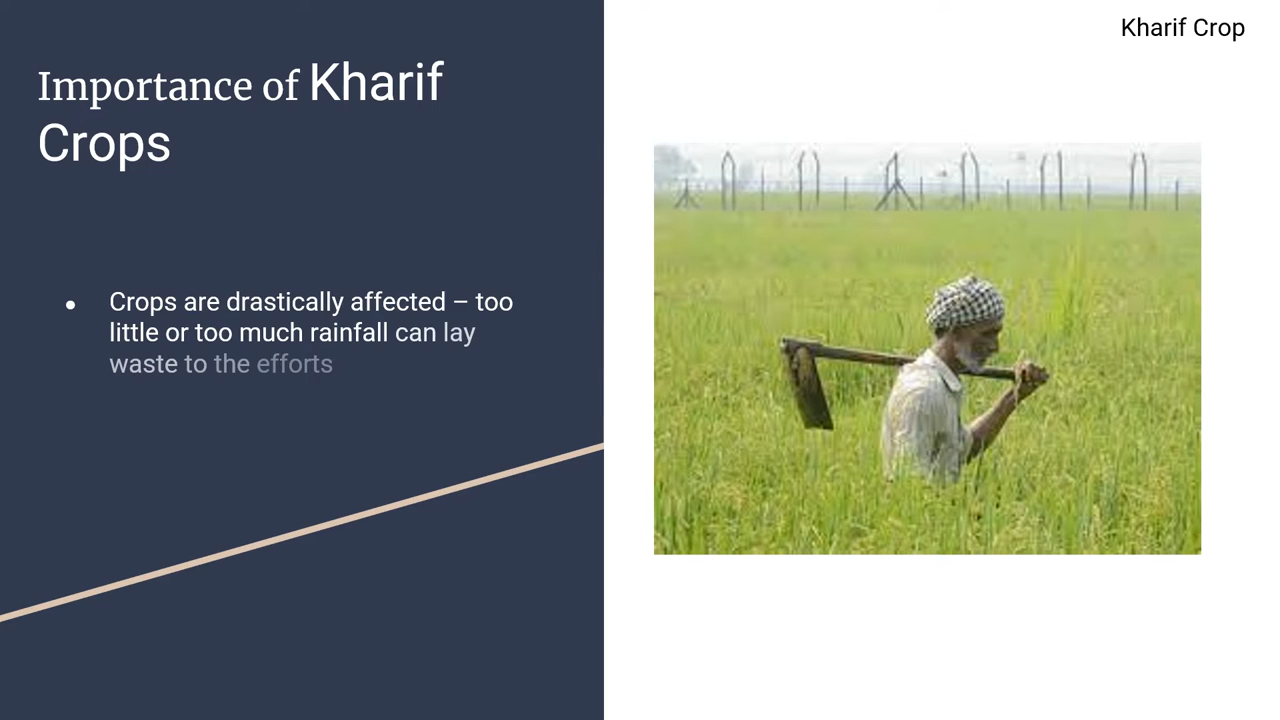 Kharif Crop
Importance of Kharif
Crops
● Crops are drastically affected – too
little or too much rainfall can lay
waste to the efforts